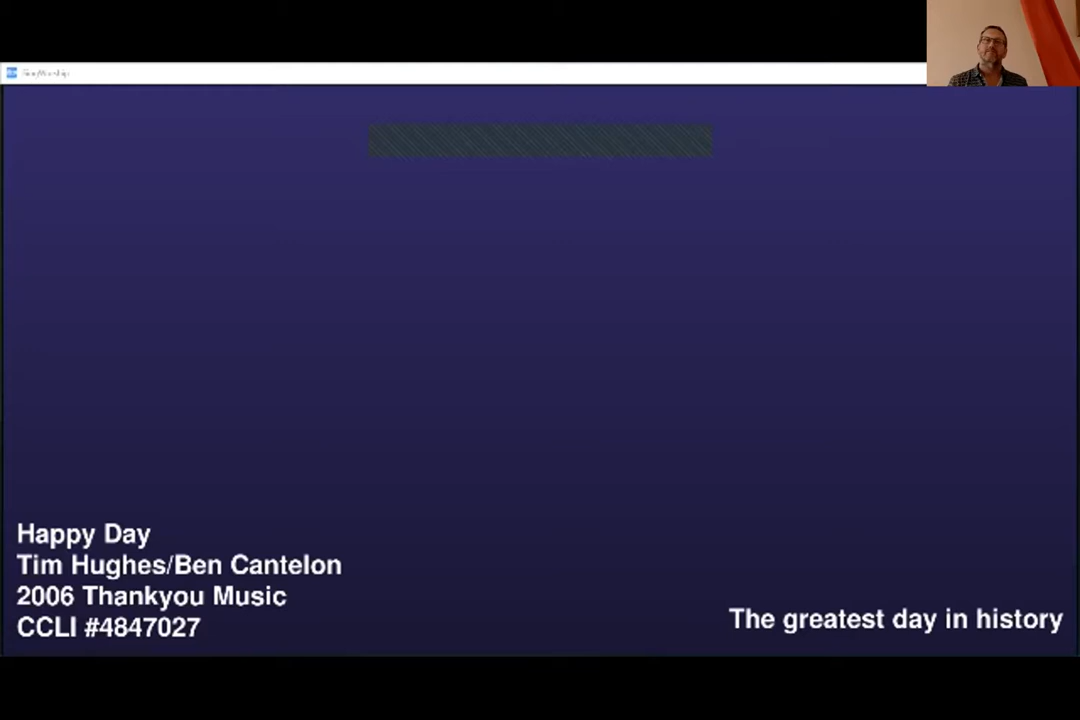 Happy Day
Tim Hughes/Ben Cantelon
2006 Thankyou Music
CCLI #4847027
The greatest day in history